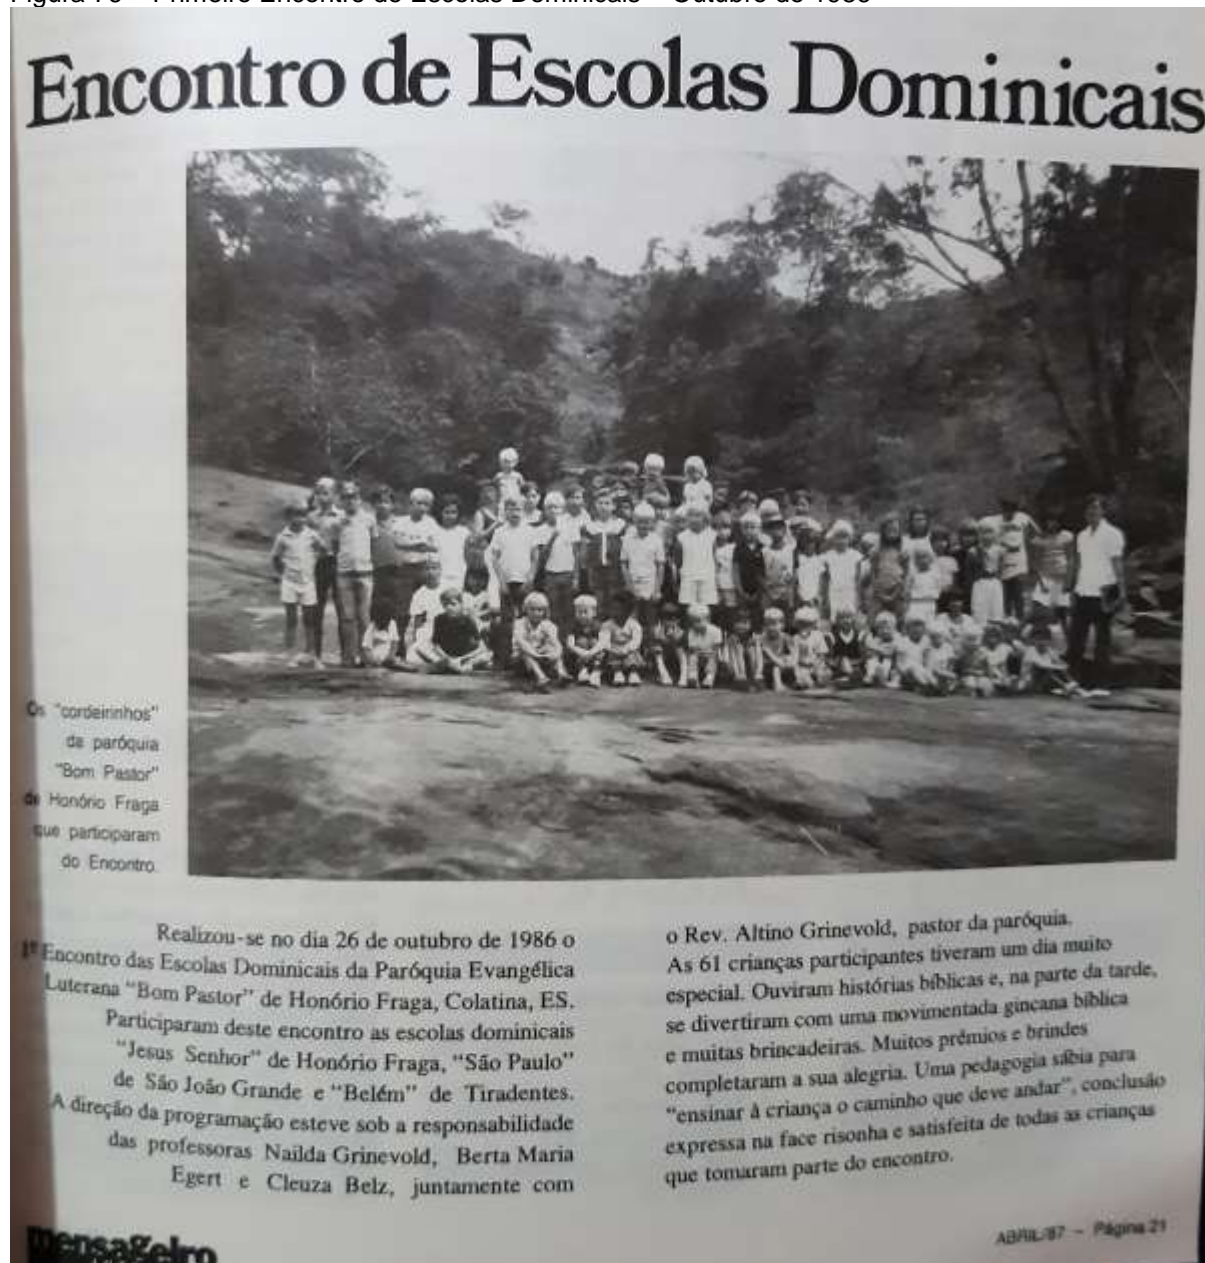 Encontro de Escolas Dominicais
Os "cordeirinhos"
da paróquia
"Bom Pastor"
de Honório Fraga
que participaram
do Encontro.
Realizou-se no dia 26 de outubro de 1986 o
1º Encontro das Escolas Dominicais da Paróquia Evangélica
Luterana "Bom Pastor" de Honório Fraga, Colatina, ES.
Participaram deste encontro as escolas dominicais
"Jesus Senhor" de Honório Fraga, "São Paulo"
de São João Grande e "Belém" de Tiradentes.
A direção da programação esteve sob a responsabilidade
das professoras Nailda Grinevold, Berta Maria
Egert e Cleuza Belz, juntamente com
o Rev. Altino Grinevold, pastor da paróquia.
As 61 crianças participantes tiveram um dia muito
especial. Ouviram histórias bíblicas e, na parte da tarde,
se divertiram com uma movimentada gincana bíblica
e muitas brincadeiras. Muitos prêmios e brindes
completaram a sua alegria. Uma pedagogia sábia para
"ensinar à criança o caminho que deve andar", conclusão
expressa na face risonha e satisfeita de todas as crianças
que tomaram parte do encontro.
mensageiro
ABRIL/87 – Página 21